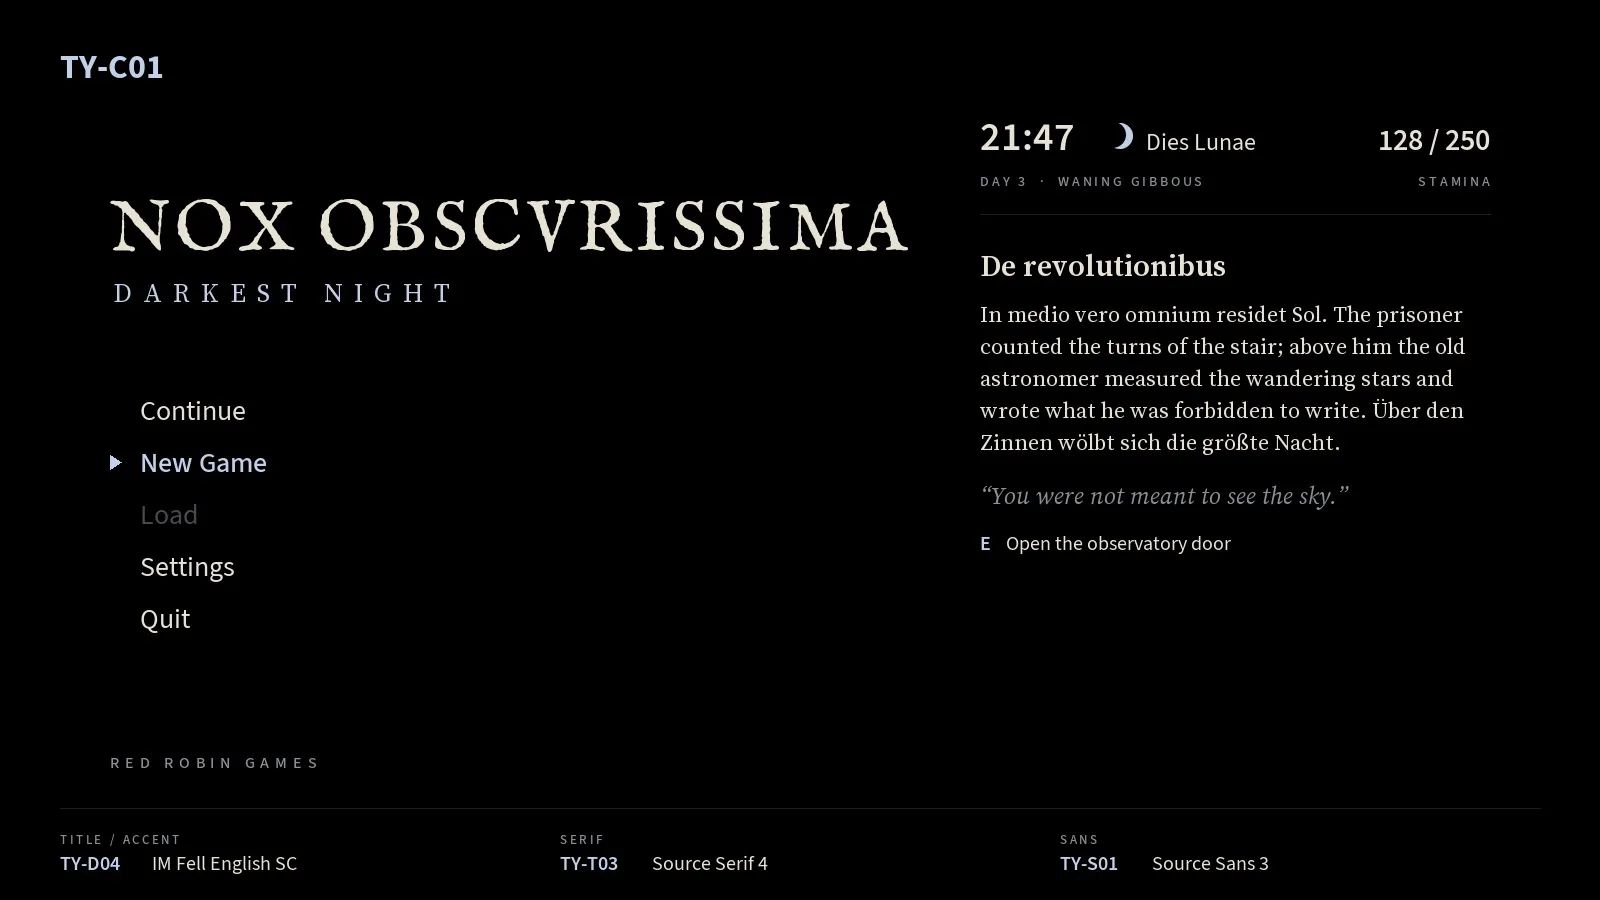 TY-C01
NOX OBSCVRISSIMA
DARKEST NIGHT
Continue
New Game
Load
Settings
Quit
RED ROBIN GAMES
21:47 Dies Lunae 128 / 250
DAY 3 · WANING GIBBOUS STAMINA
De revolutionibus
In medio vero omnium residet Sol. The prisoner
counted the turns of the stair; above him the old
astronomer measured the wandering stars and
wrote what he was forbidden to write. Über den
Zinnen wölbt sich die größte Nacht.
“You were not meant to see the sky.”
E Open the observatory door
TITLE / ACCENT
TY-D04 IM Fell English SC
SERIF
TY-T03 Source Serif 4
SANS
TY-S01 Source Sans 3